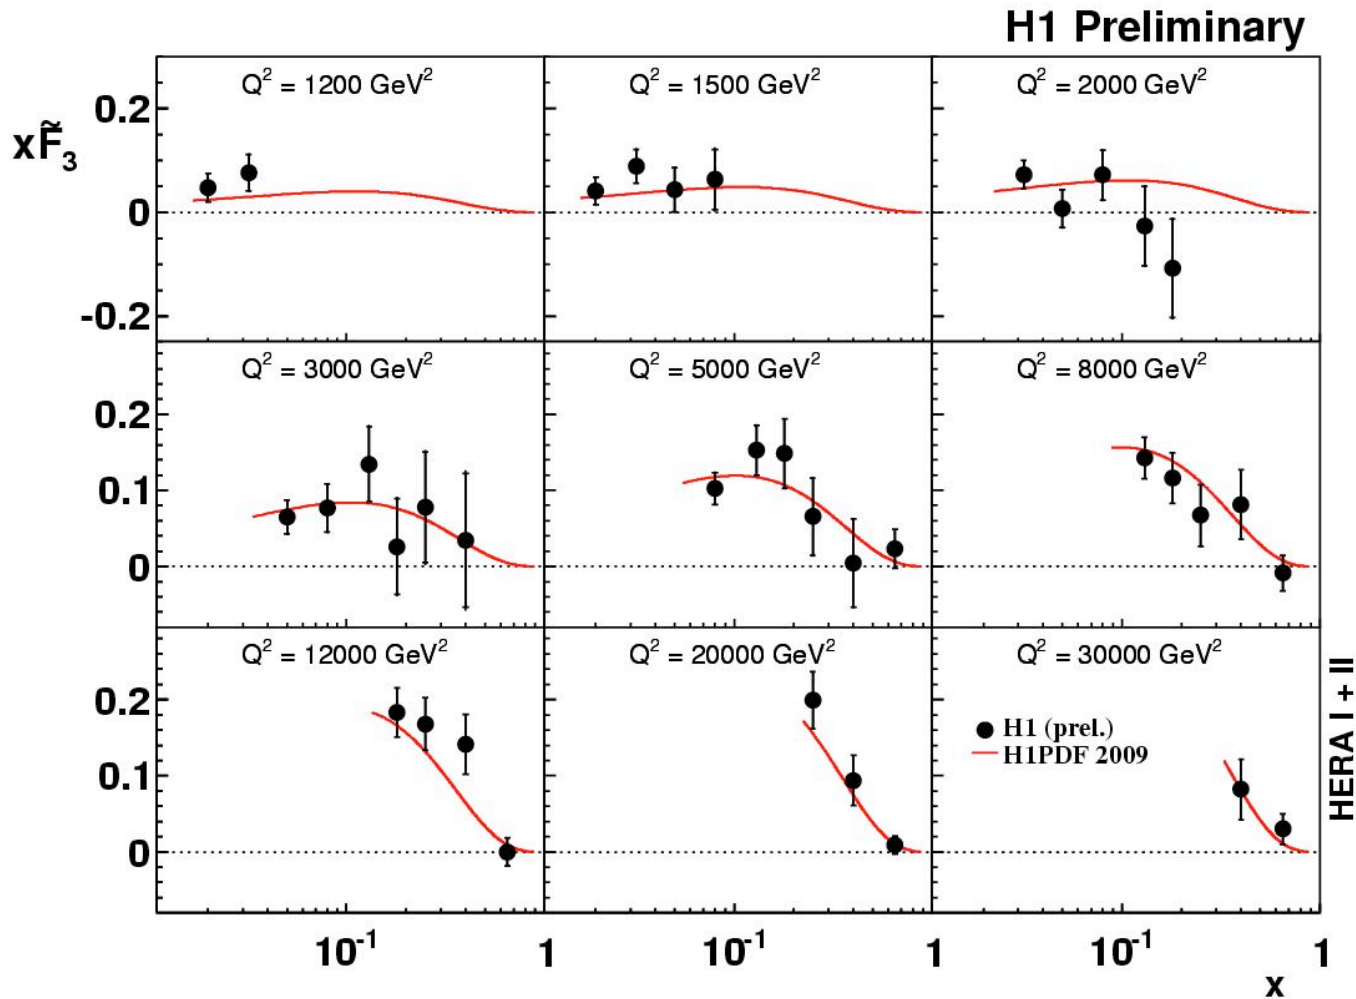 H1 Preliminary
Q² = 1200 GeV²
Q² = 1500 GeV²
Q² = 2000 GeV²
xF̃₃
0.2
0
-0.2
Q² = 3000 GeV²
Q² = 5000 GeV²
Q² = 8000 GeV²
0.2
0.1
0
Q² = 12000 GeV²
Q² = 20000 GeV²
Q² = 30000 GeV²
0.2
0.1
0
H1 (prel.)
H1PDF 2009
HERA I + II
10⁻¹ 1 10⁻¹ 1 10⁻¹ 1
x